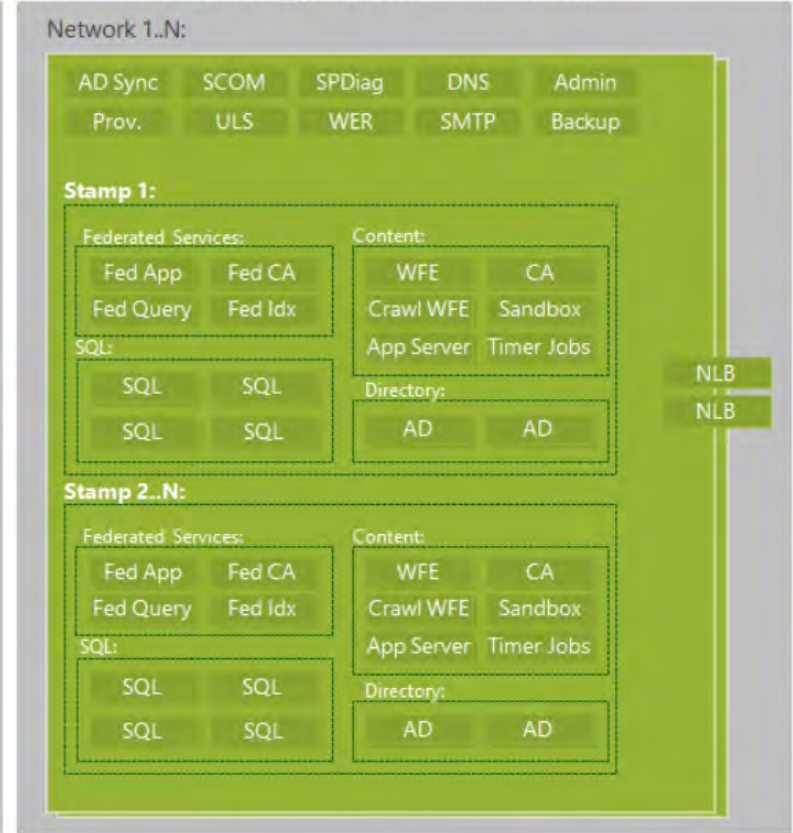 Network 1..N:
AD Sync SCOM SPDiag DNS Admin
Prov. ULS WER SMTP Backup
Stamp 1:
Federated Services:
Fed App Fed CA
Fed Query Fed Idx
SQL:
SQL SQL
SQL SQL
Content:
WFE CA
Crawl WFE Sandbox
App Server Timer Jobs
Directory:
AD AD
NLB
NLB
Stamp 2..N:
Federated Services:
Fed App Fed CA
Fed Query Fed Idx
SQL:
SQL SQL
SQL SQL
Content:
WFE CA
Crawl WFE Sandbox
App Server Timer Jobs
Directory:
AD AD